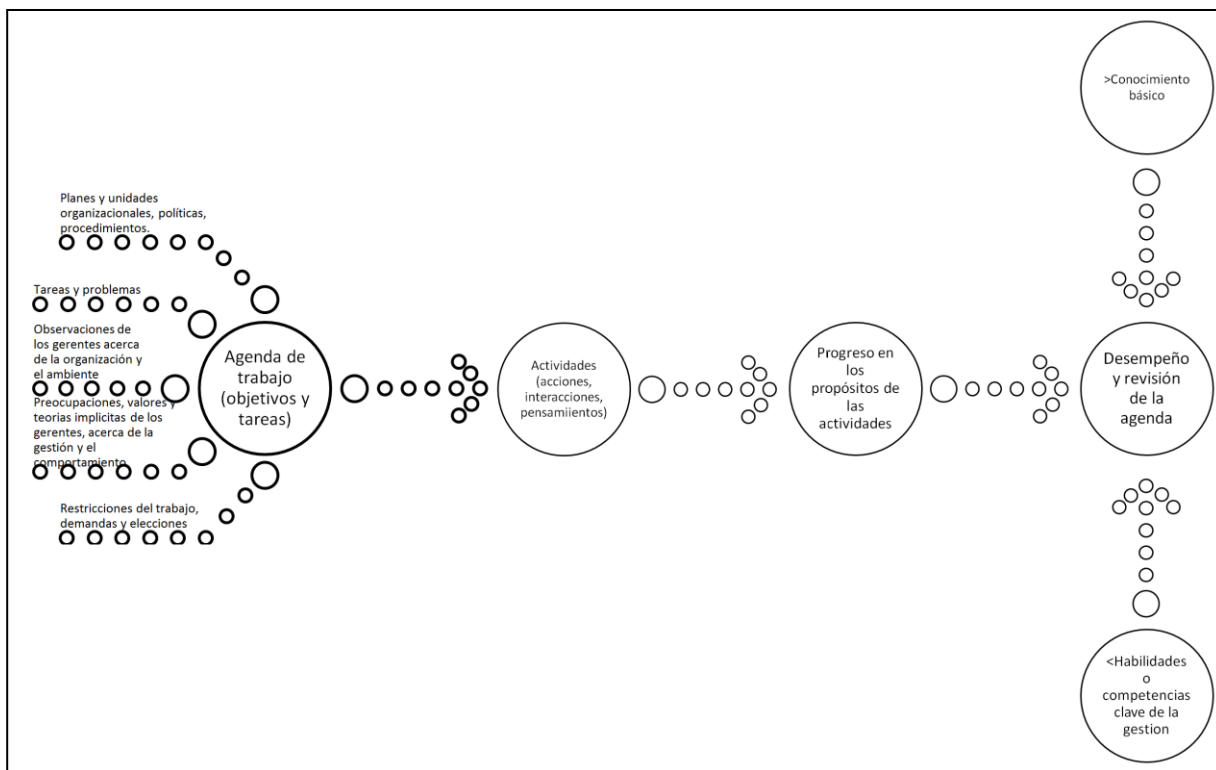 >Conocimiento
básico
Planes y unidades
organizacionales, políticas,
procedimientos.
Tareas y problemas
Observaciones de
los gerentes acerca
de la organización y
el ambiente
Preocupaciones, valores y
teorias implicitas de los
gerentes, acerca de la
gestión y el
comportamiento
Restricciones del trabajo,
demandas y elecciones
Agenda de
trabajo
(objetivos y
tareas)
Actividades
(acciones,
interacciones,
pensamiientos)
Progreso en
los
propósitos de
las
actividades
Desempeño
y revisión
de la
agenda
<Habilidades
o
competencias
clave de la
gestion